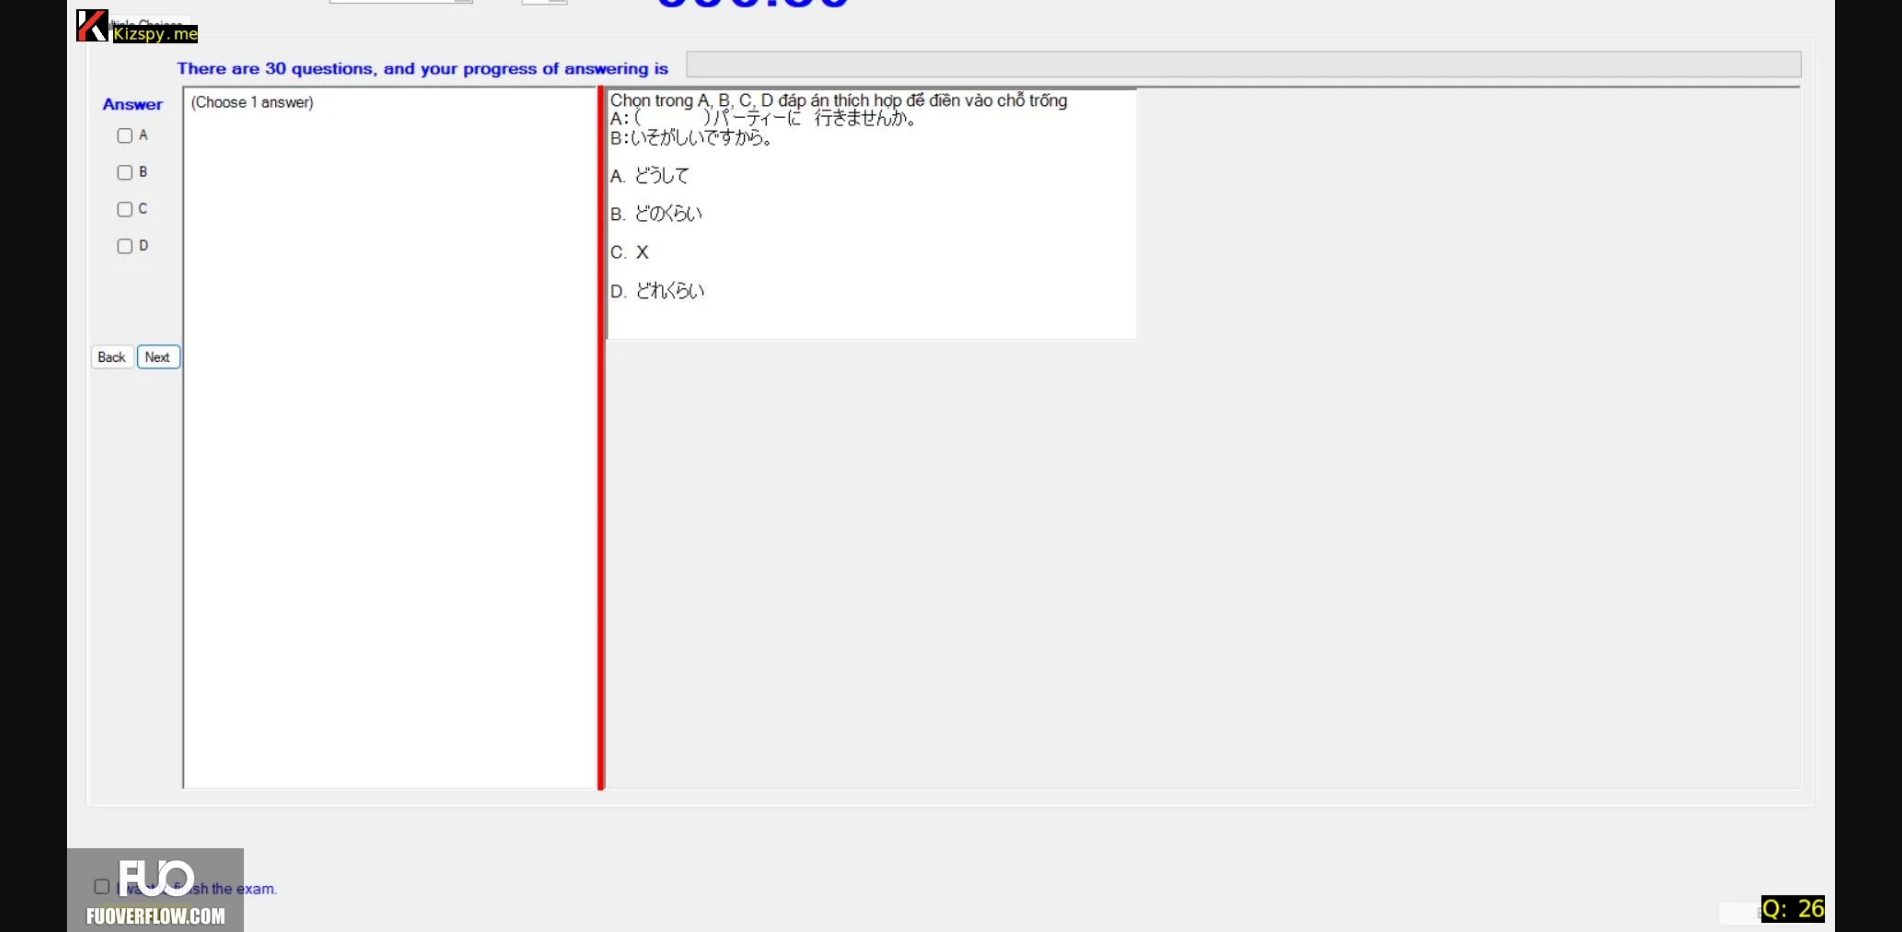 Kizspy.me
There are 30 questions, and your progress of answering is
Answer
(Choose 1 answer)
A
B
C
D
Back
Next
Chọn trong A, B, C, D đáp án thích hợp để điền vào chỗ trống
A:(　　　)パーティーに 行きませんか。
B:いそがしいですから。
A. どうして
B. どのくらい
C. X
D. どれくらい
FUO
finish the exam.
FUOVERFLOW.COM
Q: 26